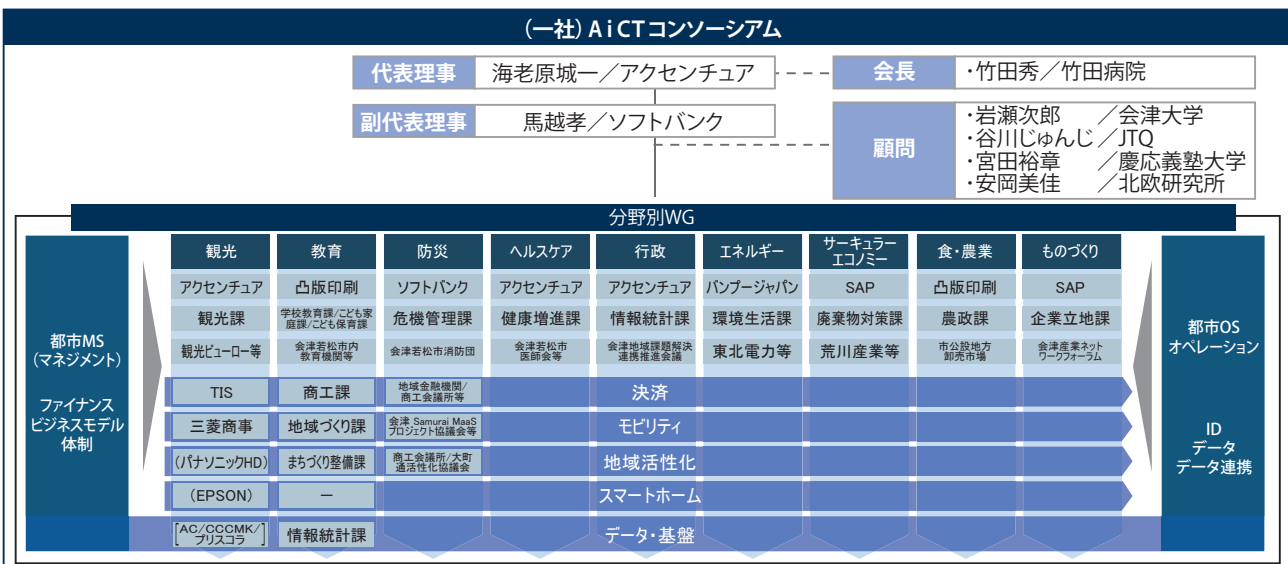 (一社)AiCTコンソーシアム
代表理事 海老原城一／アクセンチュア
会長 ・竹田秀／竹田病院
副代表理事 馬越孝／ソフトバンク
顧問
・岩瀬次郎 ／会津大学
・谷川じゅんじ／JTQ
・宮田裕章 ／慶応義塾大学
・安岡美佳 ／北欧研究所
分野別WG
都市MS
(マネジメント)
ファイナンス
ビジネスモデル
体制
観光 教育 防災 ヘルスケア 行政 エネルギー サーキュラー
エコノミー 食・農業 ものづくり
アクセンチュア 凸版印刷 ソフトバンク アクセンチュア アクセンチュア バンプージャパン SAP 凸版印刷 SAP
観光課 学校教育課/こども家
庭課/こども保育課 危機管理課 健康増進課 情報統計課 環境生活課 廃棄物対策課 農政課 企業立地課
観光ビューロー等 会津若松市内
教育機関等 会津若松市消防団 会津若松市
医師会等 会津地域課題解決
連携推進会議 東北電力等 荒川産業等 市公設地方
卸売市場 会津産業ネット
ワークフォーラム
TIS 商工課 地域金融機関/
商工会議所等 決済
三菱商事 地域づくり課 会津 Samurai MaaS
プロジェクト協議会等 モビリティ
(パナソニックHD) まちづくり整備課 商工会議所/大町
通活性化協議会 地域活性化
(EPSON) － スマートホーム
[AC/CCCMK/
プリスコラ] 情報統計課 データ・基盤
都市OS
オペレーション
ID
データ
データ連携